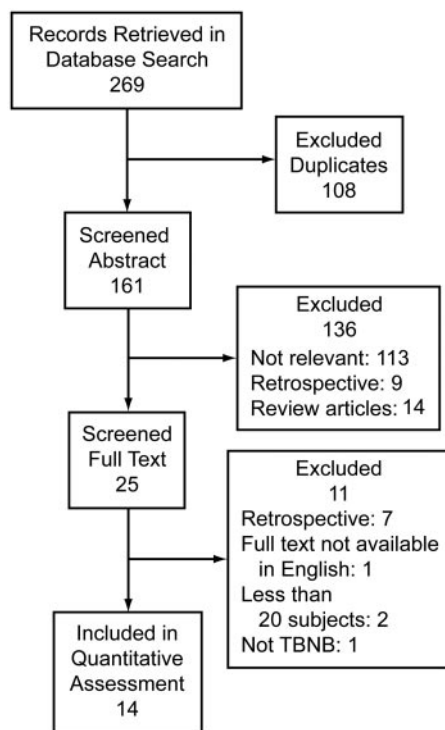 Records Retrieved in
Database Search
269
Excluded
Duplicates
108
Screened
Abstract
161
Excluded
136
Not relevant: 113
Retrospective: 9
Review articles: 14
Screened
Full Text
25
Excluded
11
Retrospective: 7
Full text not available
in English: 1
Less than
20 subjects: 2
Not TBNB: 1
Included in
Quantitative
Assessment
14